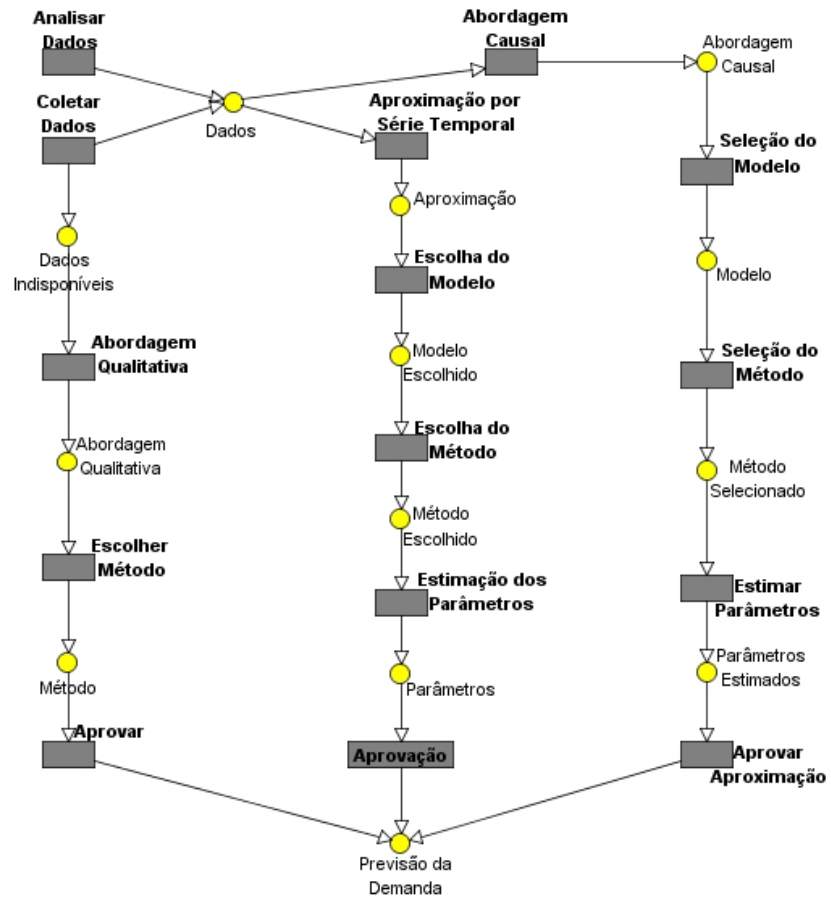 Analisar
Dados
Abordagem
Causal
Abordagem
Causal
Coletar
Dados
Dados
Aproximação por
Série Temporal
Seleção do
Modelo
Aproximação
Dados
Indisponíveis
Escolha do
Modelo
Modelo
Abordagem
Qualitativa
Modelo
Escolhido
Seleção do
Método
Abordagem
Qualitativa
Escolha do
Método
Método
Selecionado
Método
Escolhido
Escolher
Método
Estimação dos
Parâmetros
Estimar
Parâmetros
Método
Parâmetros
Parâmetros
Estimados
Aprovar
Aprovação
Aprovar
Aproximação
Previsão da
Demanda